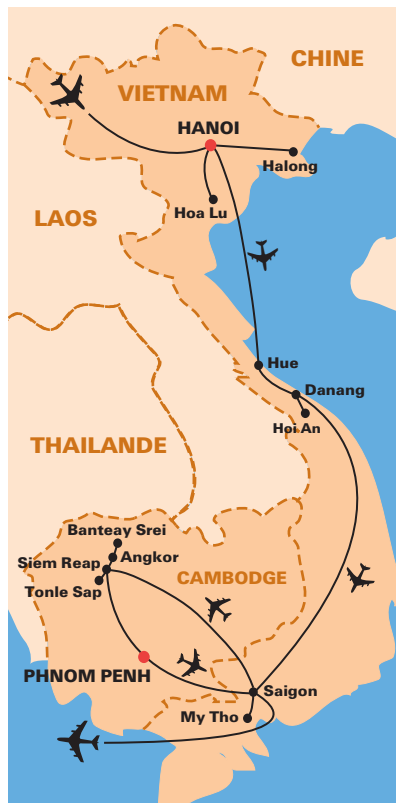 CHINE
VIETNAM
HANOI
Halong
Hoa Lu
LAOS
Hue
Danang
Hoi An
THAILANDE
Banteay Srei
Angkor
Siem Reap
CAMBODGE
Tonle Sap
PHNOM PENH
Saigon
My Tho